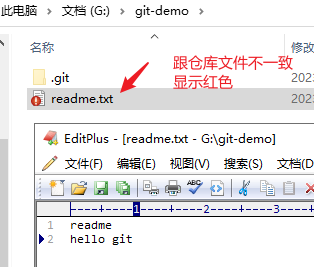 此电脑 › 文档 (G:) › git-demo
名称 修改
.git 202
readme.txt 202
跟仓库文件不一致
显示红色
EditPlus - [readme.txt - G:\git-demo]
文件(F) 编辑(E) 视图(V) 搜索(S) 文档(D
----+----1----+----2----+----3----+
1 readme
2 hello git